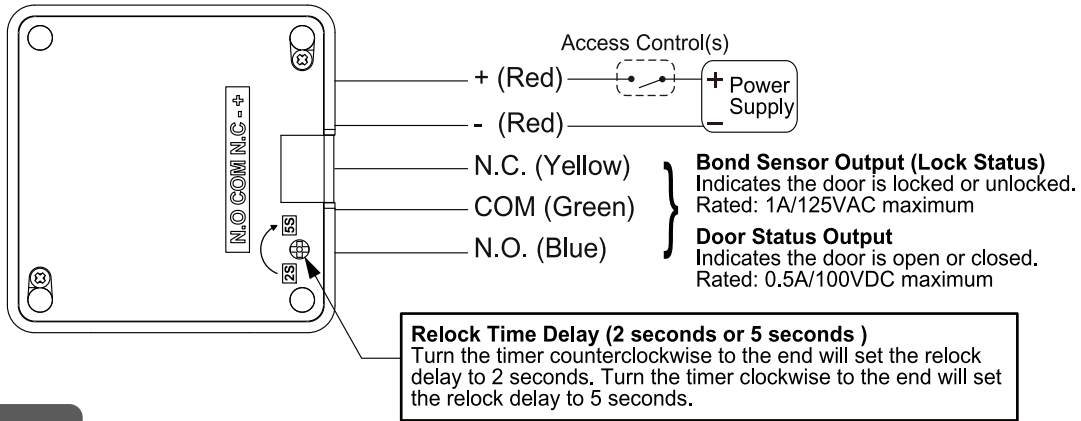 Access Control(s)
+ (Red)
+ Power
Supply
−
- (Red)
N.O COM N.C - +
N.C. (Yellow)
COM (Green)
N.O. (Blue)
Bond Sensor Output (Lock Status)
Indicates the door is locked or unlocked.
Rated: 1A/125VAC maximum
Door Status Output
Indicates the door is open or closed.
Rated: 0.5A/100VDC maximum
5S
2S
Relock Time Delay (2 seconds or 5 seconds )
Turn the timer counterclockwise to the end will set the relock
delay to 2 seconds. Turn the timer clockwise to the end will set
the relock delay to 5 seconds.